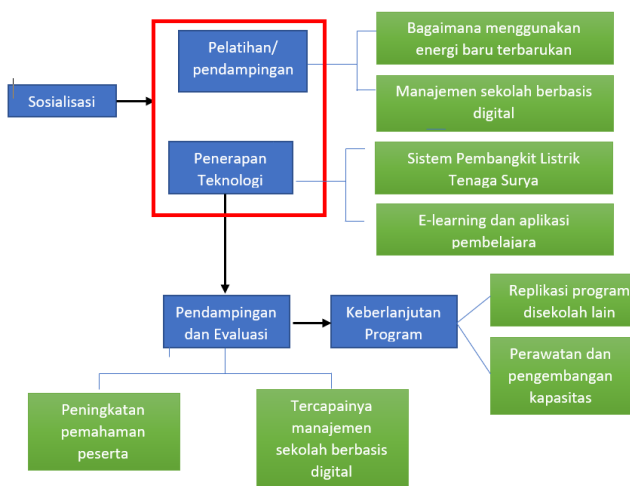 Pelatihan/
pendampingan
Bagaimana menggunakan
energi baru terbarukan
Sosialisasi
Manajemen sekolah berbasis
digital
Penerapan
Teknologi
Sistem Pembangkit Listrik
Tenaga Surya
E-learning dan aplikasi
pembelajara
Pendampingan
dan Evaluasi
Keberlanjutan
Program
Replikasi program
disekolah lain
Perawatan dan
pengembangan
kapasitas
Peningkatan
pemahaman
peserta
Tercapainya
manajemen
sekolah berbasis
digital